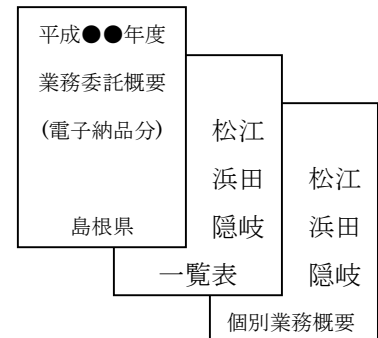 平成●●年度
業務委託概要
(電子納品分)
島根県
松江
浜田
隠岐
一覧表
松江
浜田
隠岐
個別業務概要